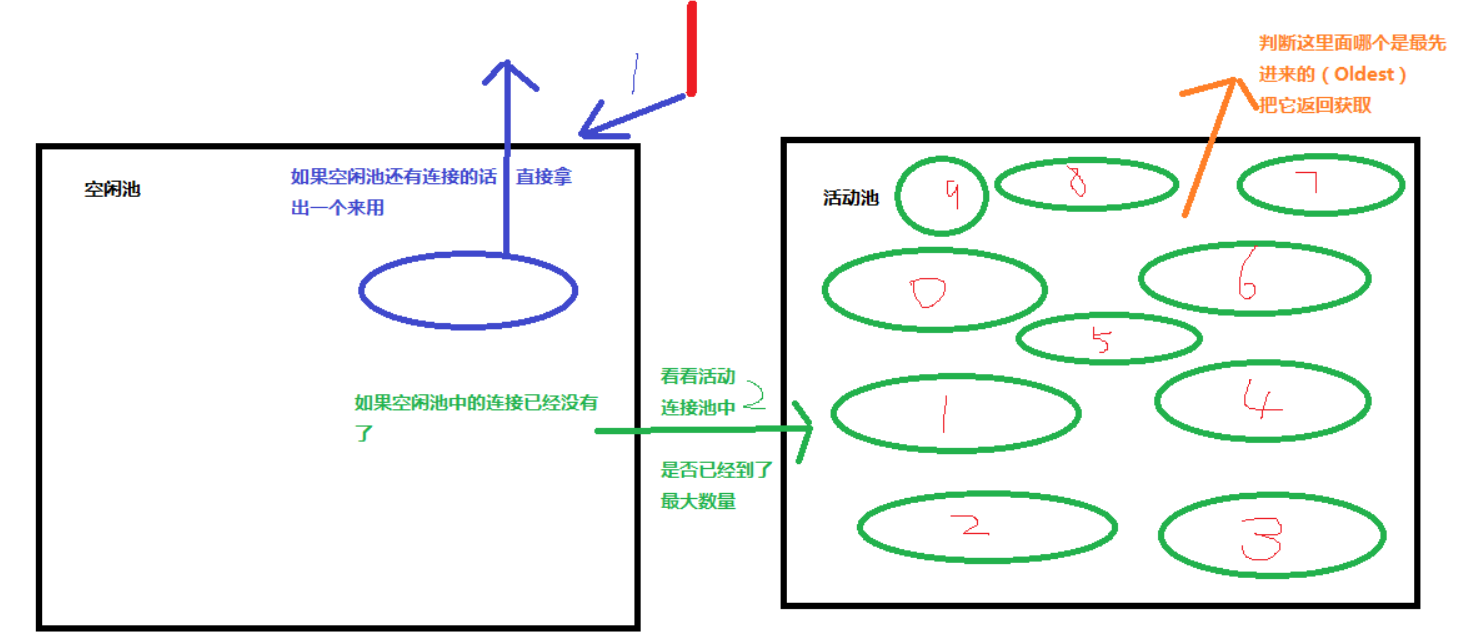 1
空闲池
如果空闲池还有连接的话 直接拿
出一个来用
如果空闲池中的连接已经没有
了
看看活动
连接池中
2
是否已经到了
最大数量
判断这里面哪个是最先
进来的（Oldest）
把它返回获取
活动池
9
8
7
0
6
5
1
4
2
3